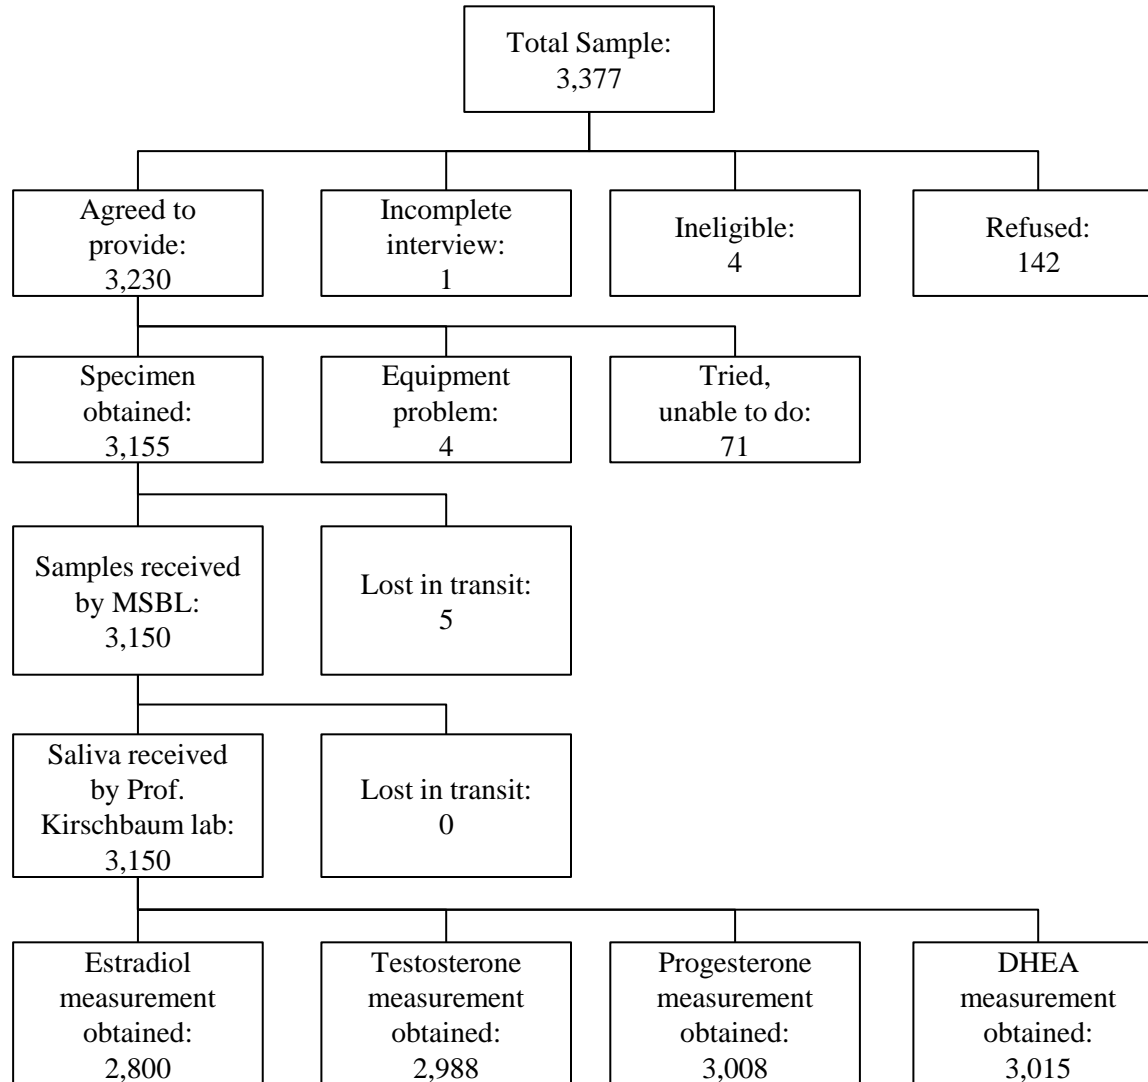 Total Sample:
3,377
Agreed to
provide:
3,230
Incomplete
interview:
1
Ineligible:
4
Refused:
142
Specimen
obtained:
3,155
Equipment
problem:
4
Tried,
unable to do:
71
Samples received
by MSBL:
3,150
Lost in transit:
5
Saliva received
by Prof.
Kirschbaum lab:
3,150
Lost in transit:
0
Estradiol
measurement
obtained:
2,800
Testosterone
measurement
obtained:
2,988
Progesterone
measurement
obtained:
3,008
DHEA
measurement
obtained:
3,015